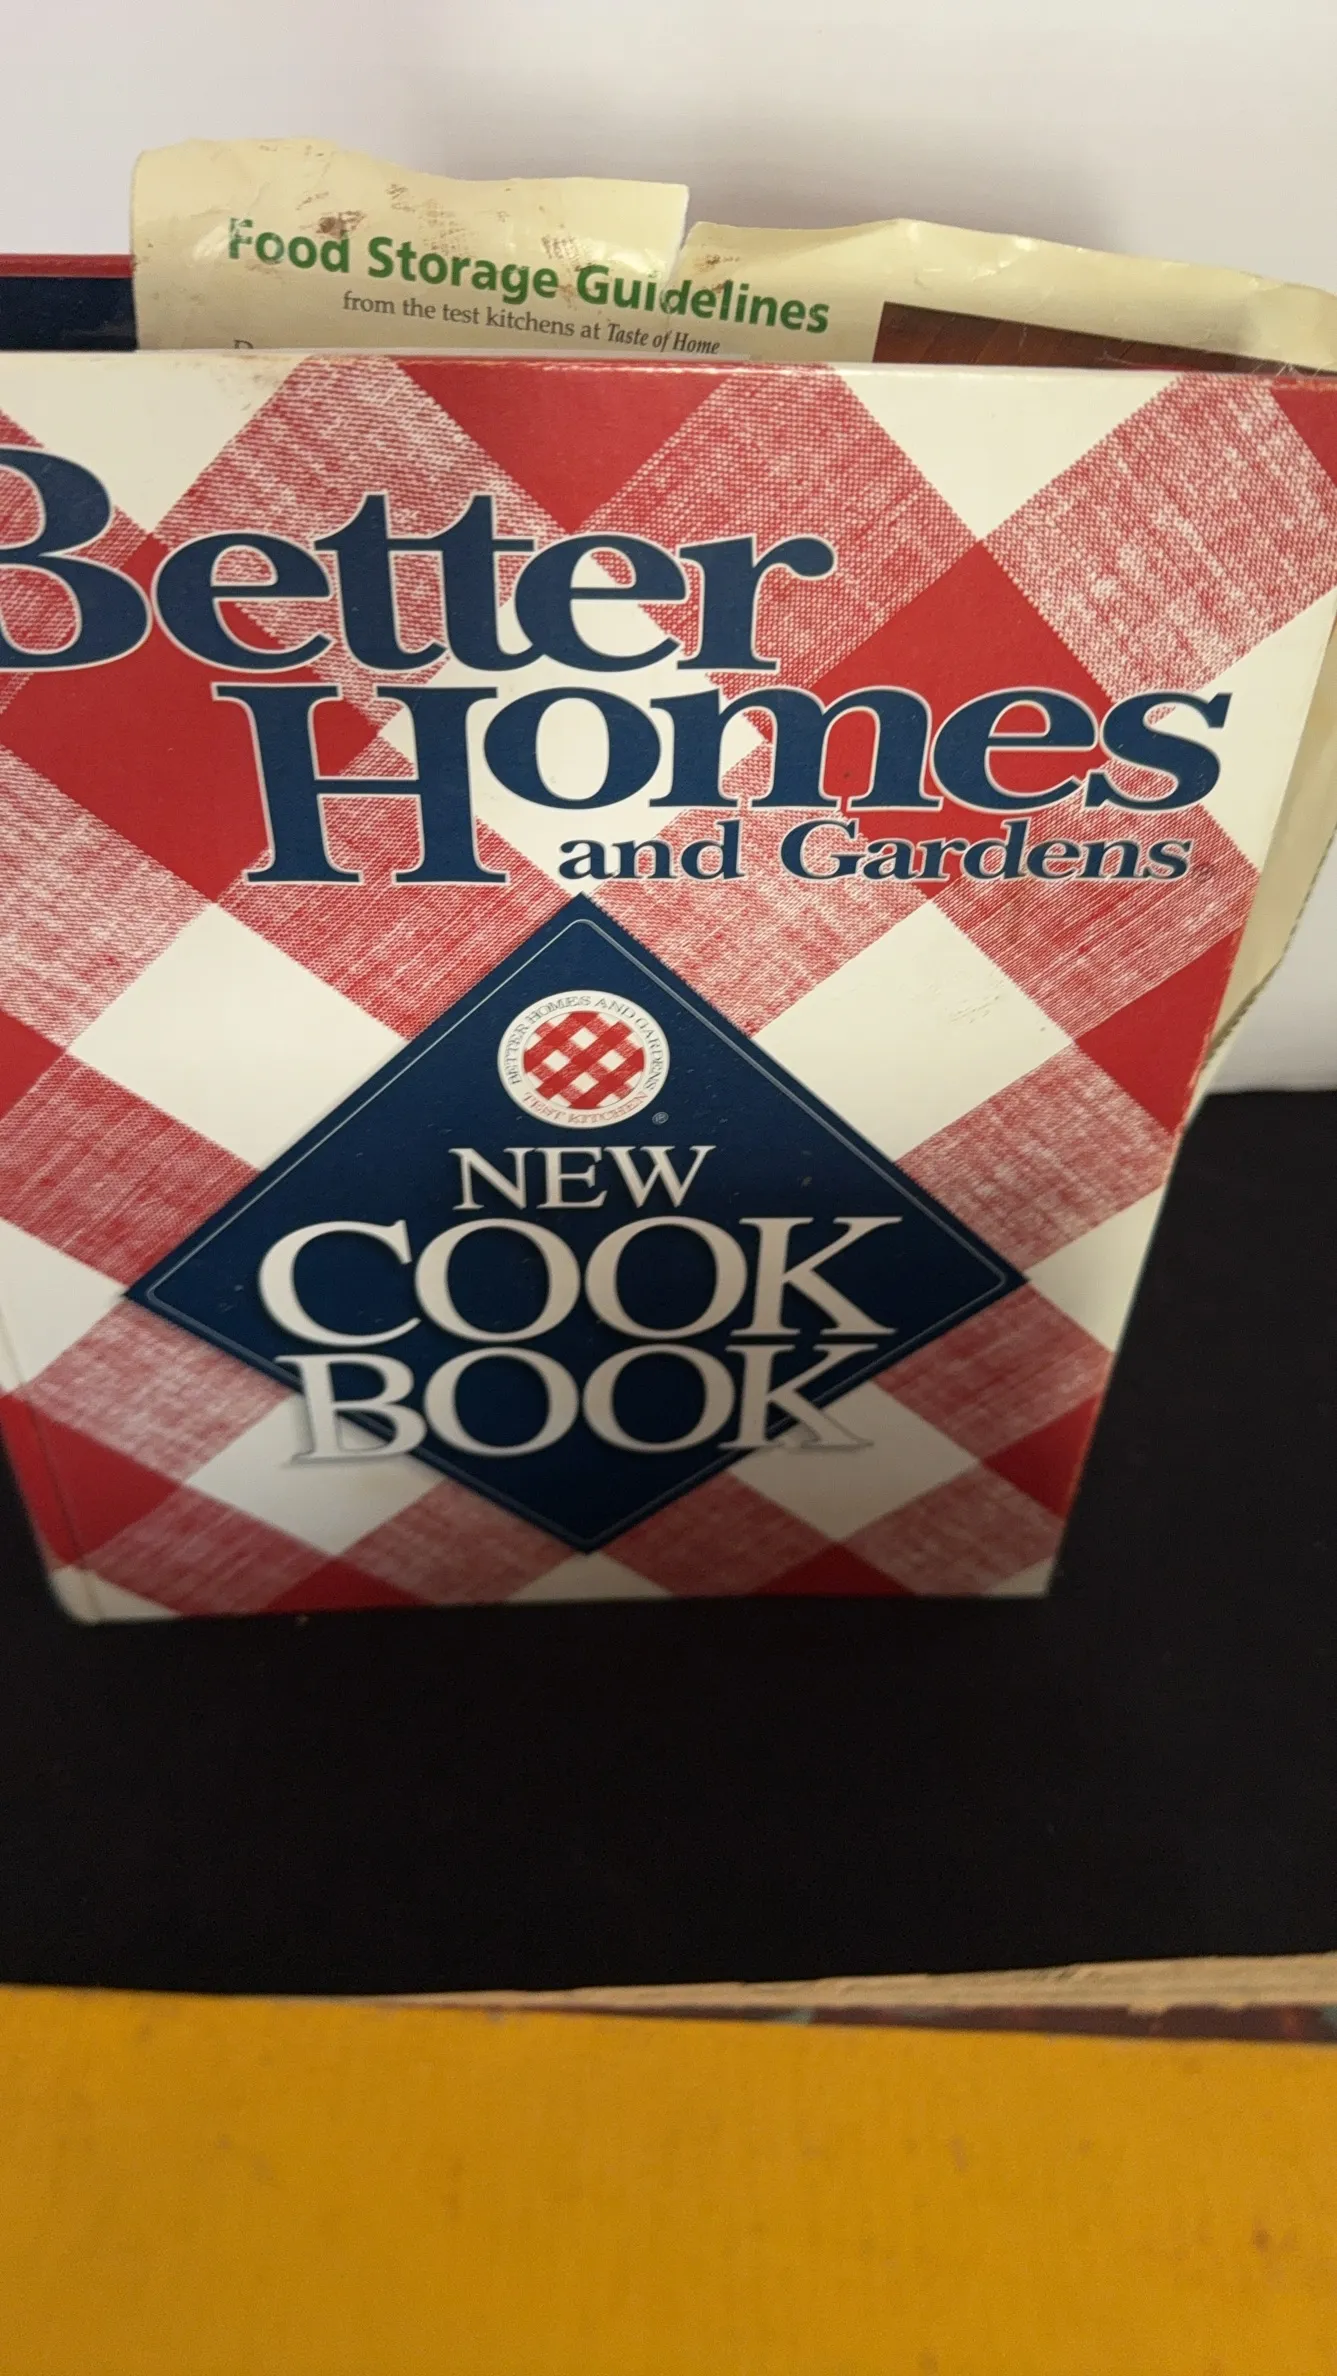 Food Storage Guidelines
from the test kitchens at Taste of Home
Better
Homes
and Gardens
BETTER HOMES AND GARDENS
TEST KITCHEN
®
NEW
COOK
BOOK